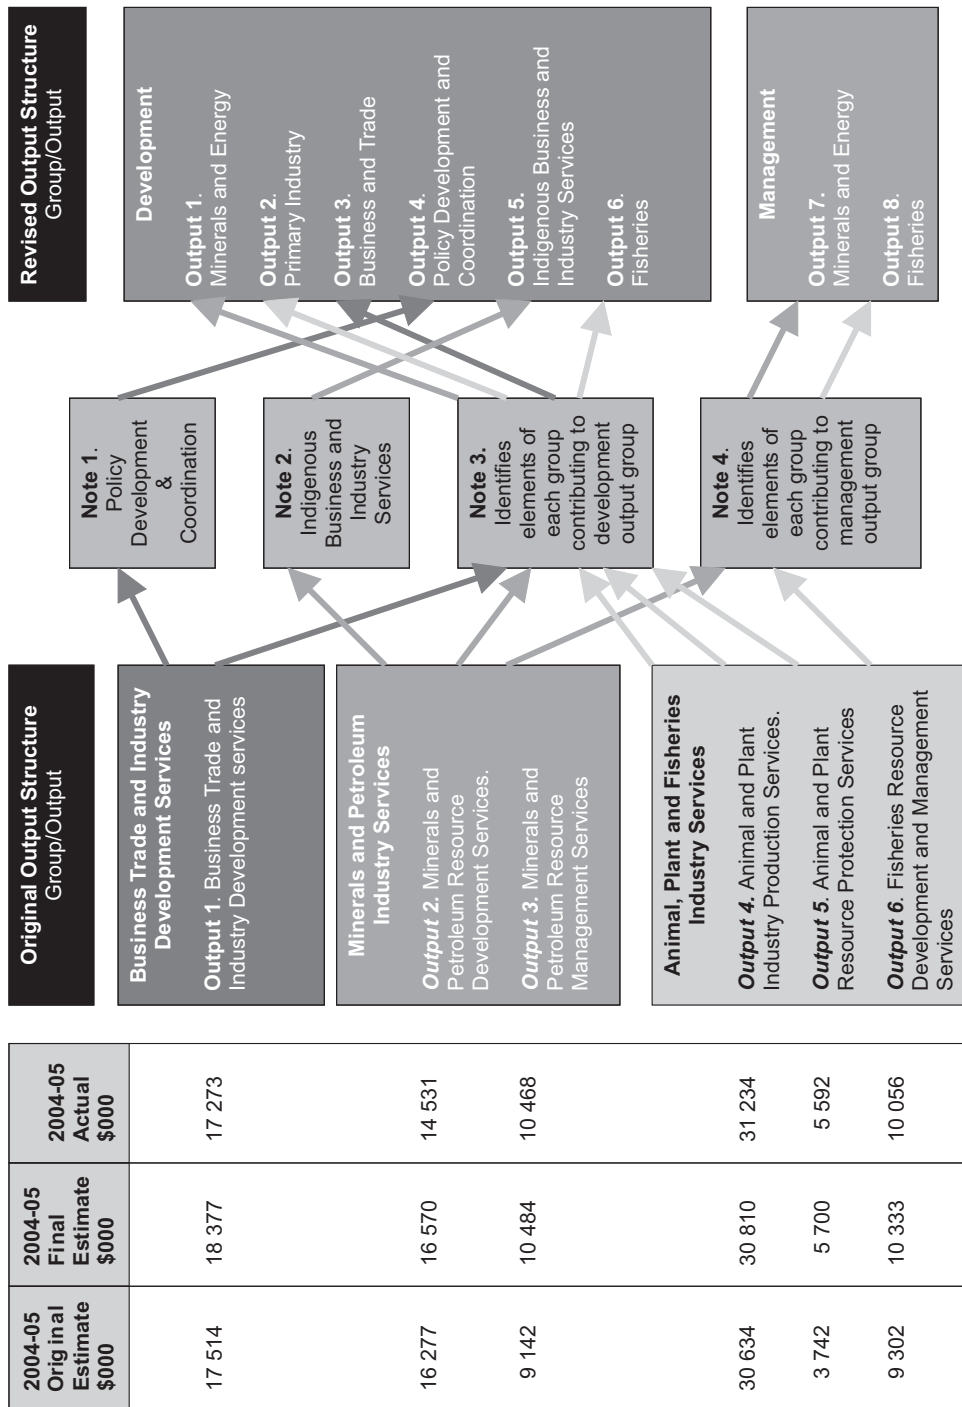 2004-05
Original
Estimate
$000
2004-05
Final
Estimate
$000
2004-05
Actual
$000
17 514
18 377
17 273
16 277
16 570
14 531
9 142
10 484
10 468
30 634
30 810
31 234
3 742
5 700
5 592
9 302
10 333
10 056
Original Output Structure
Group/Output
Business Trade and Industry
Development Services
Output 1. Business Trade and
Industry Development services
Minerals and Petroleum
Industry Services
Output 2. Minerals and
Petroleum Resource
Development Services.
Output 3. Minerals and
Petroleum Resource
Management Services
Animal, Plant and Fisheries
Industry Services
Output 4. Animal and Plant
Industry Production Services.
Output 5. Animal and Plant
Resource Protection Services
Output 6. Fisheries Resource
Development and Management
Services
Note 1.
Policy
Development
&
Coordination
Note 2.
Indigenous
Business and
Industry
Services
Note 3.
Identifies
elements of
each group
contributing to
development
output group
Note 4.
Identifies
elements of
each group
contributing to
management
output group
Revised Output Structure
Group/Output
Development
Output 1.
Minerals and Energy
Output 2.
Primary Industry
Output 3.
Business and Trade
Output 4.
Policy Development and
Coordination
Output 5.
Indigenous Business and
Industry Services
Output 6.
Fisheries
Management
Output 7.
Minerals and Energy
Output 8.
Fisheries